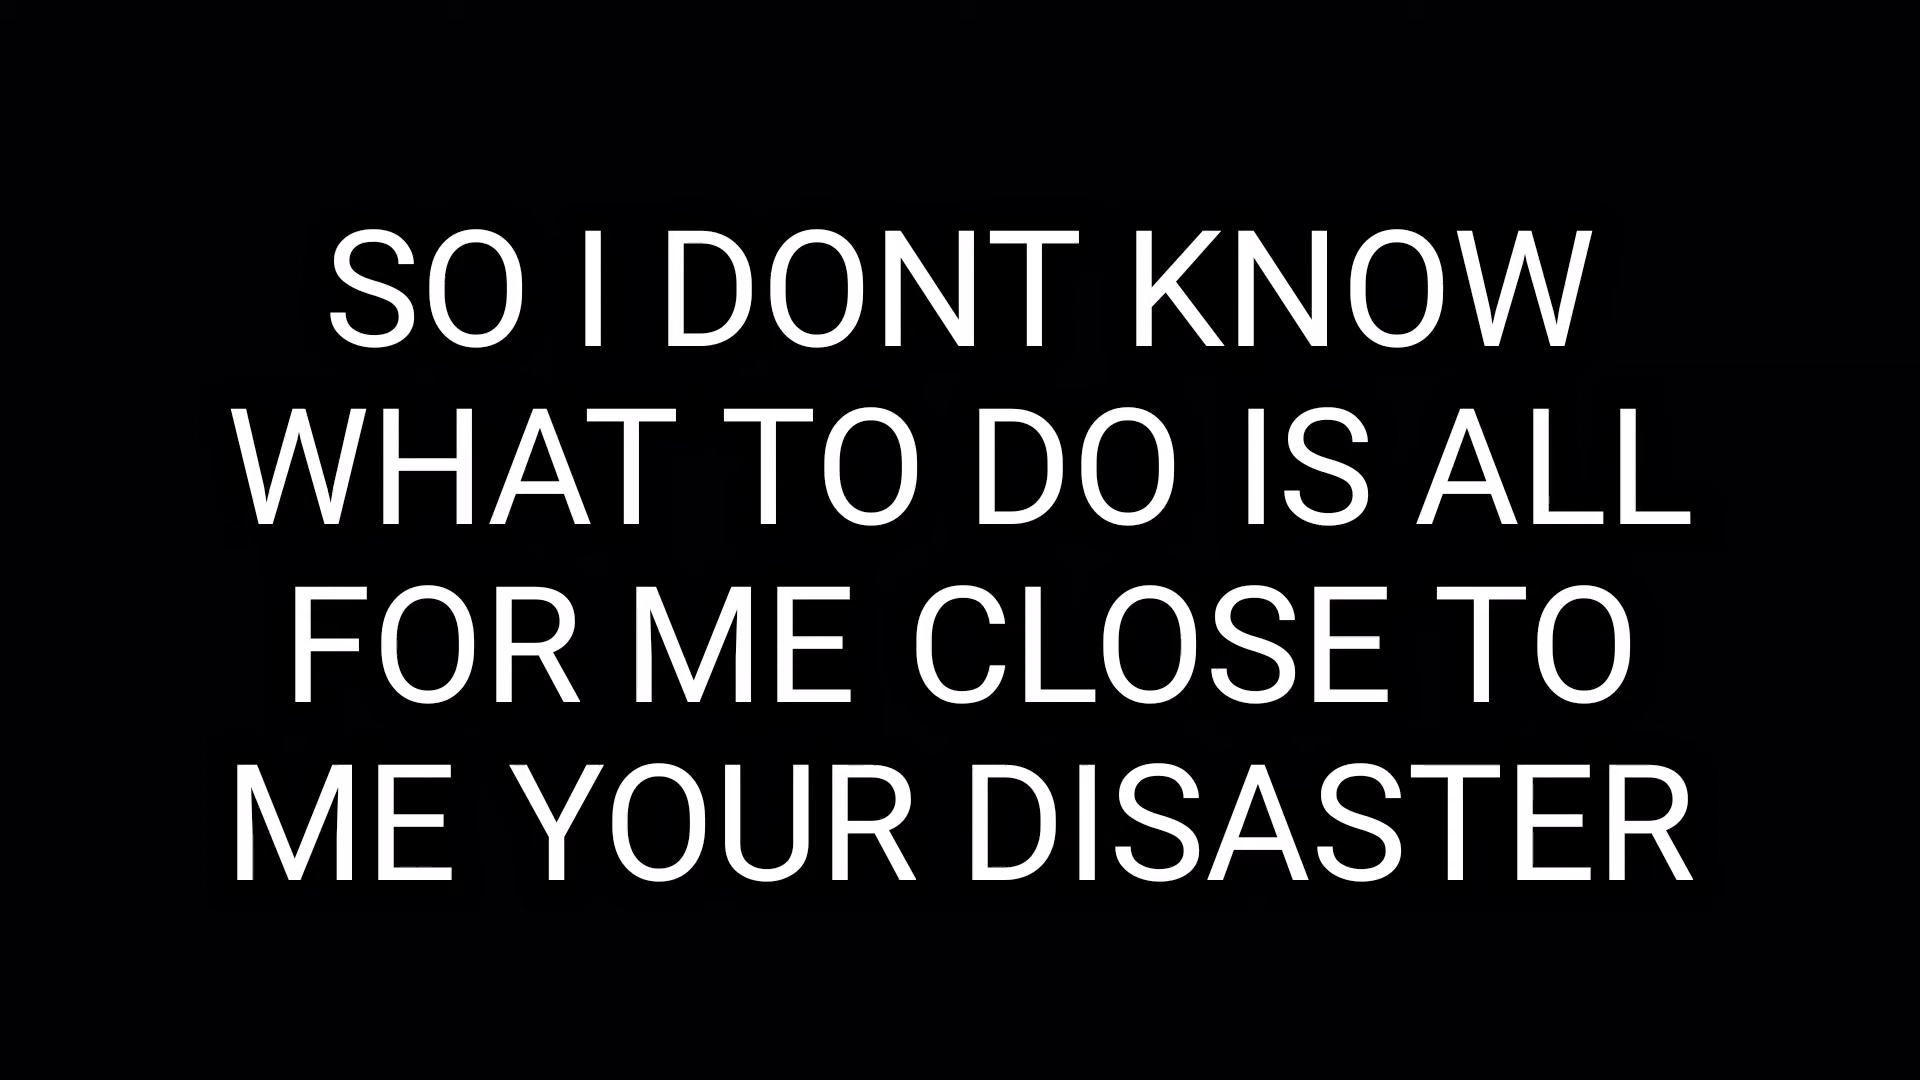 SO I DONT KNOW
WHAT TO DO IS ALL
FOR ME CLOSE TO
ME YOUR DISASTER